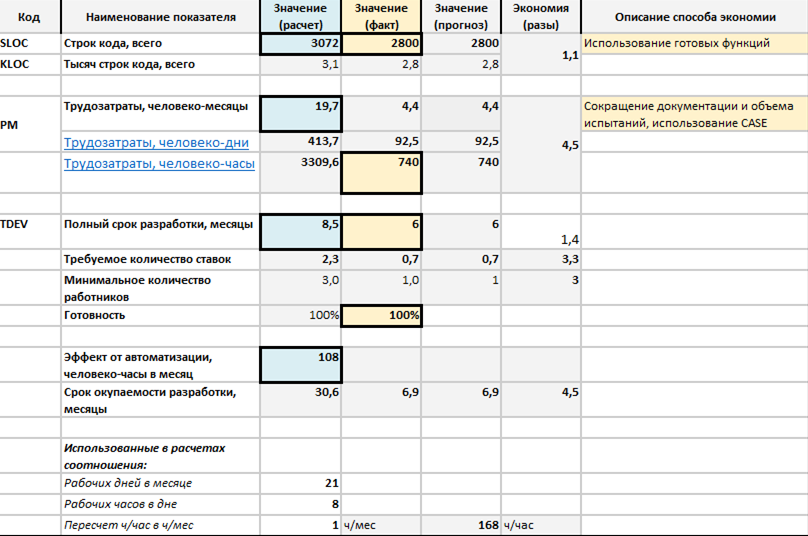 Код Наименование показателя Значение (расчет) Значение (факт) Значение (прогноз) Экономия (разы) Описание способа экономии
SLOC Строк кода, всего 3072 2800 2800 1,1 Использование готовых функций
KLOC Тысяч строк кода, всего 3,1 2,8 2,8
PM Трудозатраты, человеко-месяцы 19,7 4,4 4,4 4,5 Сокращение документации и объема испытаний, использование CASE
Трудозатраты, человеко-дни 413,7 92,5 92,5
Трудозатраты, человеко-часы 3309,6 740 740
TDEV Полный срок разработки, месяцы 8,5 6 6 1,4
Требуемое количество ставок 2,3 0,7 0,7 3,3
Минимальное количество работников 3,0 1,0 1 3
Готовность 100% 100%
Эффект от автоматизации, человеко-часы в месяц 108
Срок окупаемости разработки, месяцы 30,6 6,9 6,9 4,5
Использованные в расчетах соотношения:
Рабочих дней в месяце 21
Рабочих часов в дне 8
Пересчет ч/час в ч/мес 1 ч/мес 168 ч/час